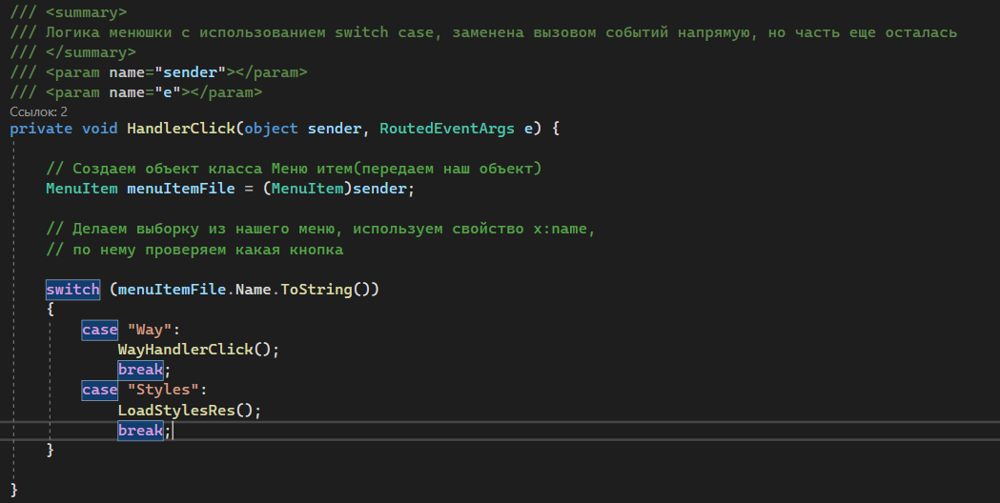 /// <summary>
/// Логика менюшки с использованием switch case, заменена вызовом событий напрямую, но часть еще осталась
/// </summary>
/// <param name="sender"></param>
/// <param name="e"></param>
Ссылок: 2
private void HandlerClick(object sender, RoutedEventArgs e) {
// Создаем объект класса Меню итем(передаем наш объект)
MenuItem menuItemFile = (MenuItem)sender;
// Делаем выборку из нашего меню, используем свойство x:name,
// по нему проверяем какая кнопка
switch (menuItemFile.Name.ToString())
{
case "Way":
WayHandlerClick();
break;
case "Styles":
LoadStylesRes();
break;
}
}